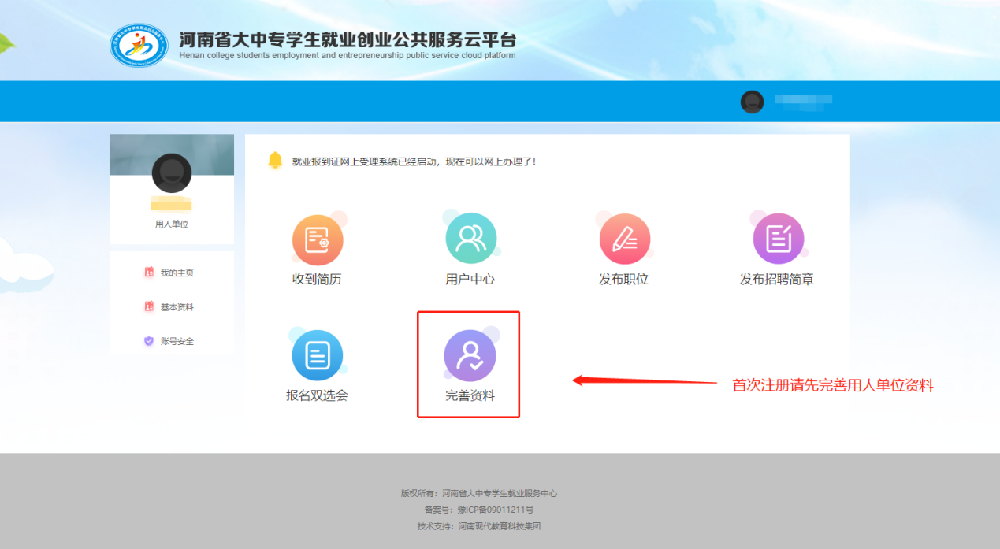 河南省大中专学生就业创业公共服务云平台
Henan college students employment and entrepreneurship public service cloud platform
就业报到证网上受理系统已经启动，现在可以网上办理了！
用人单位
我的主页
基本资料
账号安全
收到简历
用户中心
发布职位
发布招聘简章
报名双选会
完善资料
首次注册请先完善用人单位资料
版权所有：河南省大中专学生就业服务中心
备案号：豫ICP备09011211号
技术支持：河南现代教育科技集团